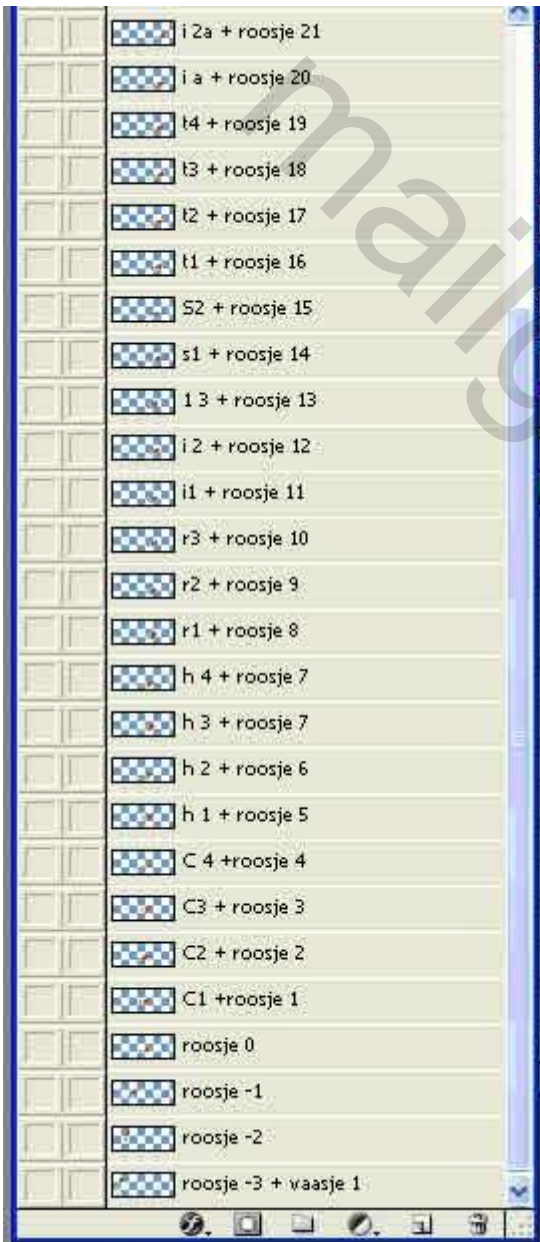 i 2a + roosje 21
i a + roosje 20
t4 + roosje 19
t3 + roosje 18
t2 + roosje 17
t1 + roosje 16
S2 + roosje 15
s1 + roosje 14
1 3 + roosje 13
i 2 + roosje 12
i1 + roosje 11
r3 + roosje 10
r2 + roosje 9
r1 + roosje 8
h 4 + roosje 7
h 3 + roosje 7
h 2 + roosje 6
h 1 + roosje 5
C 4 +roosje 4
C3 + roosje 3
C2 + roosje 2
C1 +roosje 1
roosje 0
roosje -1
roosje -2
roosje -3 + vaasje 1
mailg